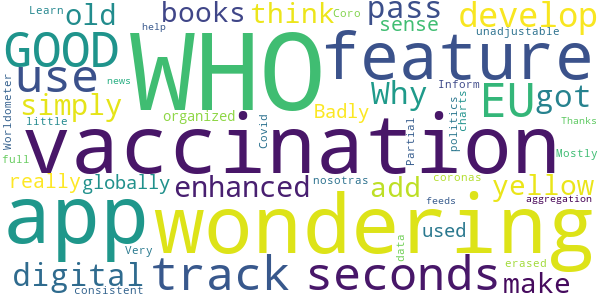 Learn old books think Coro pass develop
help sense unadjustable
GOOD WHO feature
Worldometer news use organized Why Inform EU got
simply Badly charts
little vaccination politics Thanks
Covid Partial
full Mostly
really globally enhanced nosotras add coronas yellow
app wondering feeds aggregation
Very used
data erased
digital track seconds make
consistent